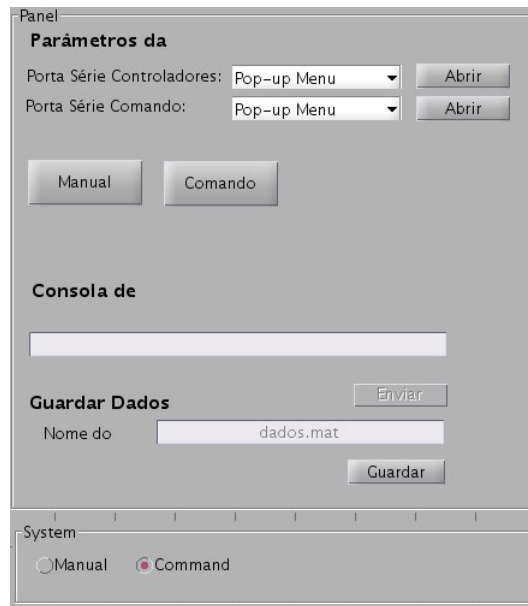 Panel
Parâmetros da
Porta Série Controladores: Pop-up Menu Abrir
Porta Série Comando: Pop-up Menu Abrir
Manual Comando
Consola de
Enviar
Guardar Dados
Nome do dados.mat
Guardar
System
Manual Command